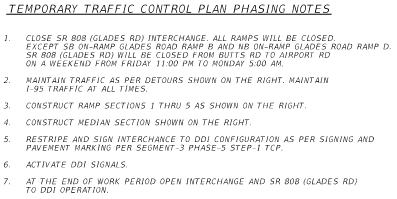 TEMPORARY TRAFFIC CONTROL PLAN PHASING NOTES
1. CLOSE SR 808 (GLADES RD) INTERCHANGE. ALL RAMPS WILL BE CLOSED.
EXCEPT SB ON-RAMP GLADES ROAD RAMP B AND NB ON-RAMP GLADES ROAD RAMP D.
SR 808 (GLADES RD) WILL BE CLOSED FROM BUTTS RD TO AIRPORT RD
ON A WEEKEND FROM FRIDAY 11:00 PM TO MONDAY 5:00 AM.
2. MAINTAIN TRAFFIC AS PER DETOURS SHOWN ON THE RIGHT. MAINTAIN
I-95 TRAFFIC AT ALL TIMES.
3. CONSTRUCT RAMP SECTIONS 1 THRU 5 AS SHOWN ON THE RIGHT.
4. CONSTRUCT MEDIAN SECTION SHOWN ON THE RIGHT.
5. RESTRIPE AND SIGN INTERCHANGE TO DDI CONFIGURATION AS PER SIGNING AND
PAVEMENT MARKING PER SEGMENT-3 PHASE-5 STEP-1 TCP.
6. ACTIVATE DDI SIGNALS.
7. AT THE END OF WORK PERIOD OPEN INTERCHANGE AND SR 808 (GLADES RD)
TO DDI OPERATION.